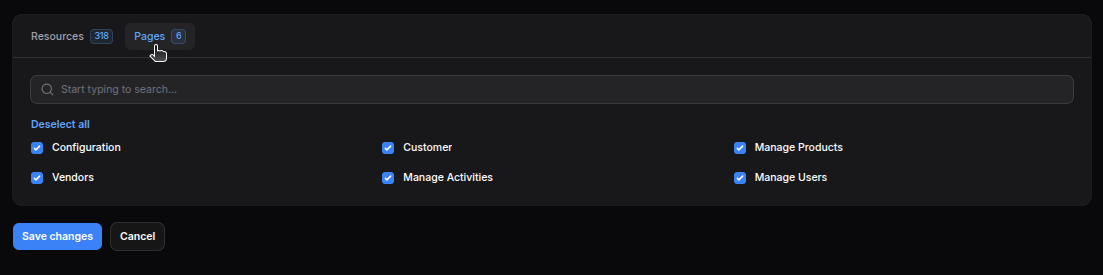 Resources 318 Pages 6
Start typing to search...
Deselect all
Configuration Customer Manage Products
Vendors Manage Activities Manage Users
Save changes Cancel